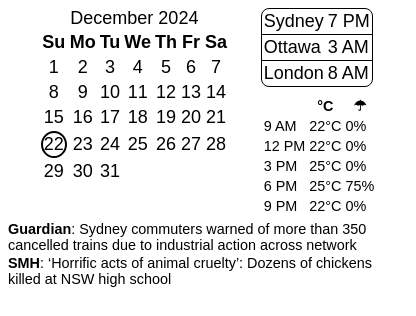 December 2024
Su Mo Tu We Th Fr Sa
1 2 3 4 5 6 7
8 9 10 11 12 13 14
15 16 17 18 19 20 21
22 23 24 25 26 27 28
29 30 31
Sydney 7 PM
Ottawa 3 AM
London 8 AM
°C ☂
9 AM 22°C 0%
12 PM 22°C 0%
3 PM 25°C 0%
6 PM 25°C 75%
9 PM 22°C 0%
Guardian: Sydney commuters warned of more than 350
cancelled trains due to industrial action across network
SMH: ‘Horrific acts of animal cruelty’: Dozens of chickens
killed at NSW high school